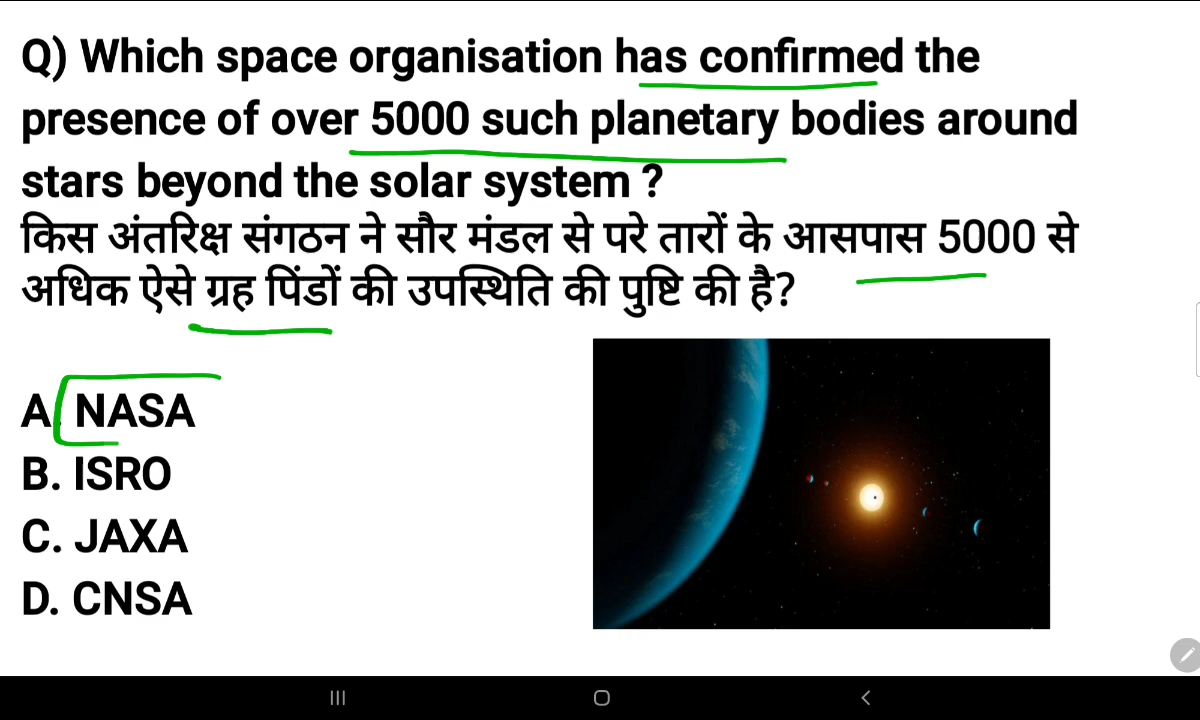 Q) Which space organisation has confirmed the
presence of over 5000 such planetary bodies around
stars beyond the solar system ?
किस अंतरिक्ष संगठन ने सौर मंडल से परे तारों के आसपास 5000 से
अधिक ऐसे ग्रह पिंडों की उपस्थिति की पुष्टि की है?
A. NASA
B. ISRO
C. JAXA
D. CNSA